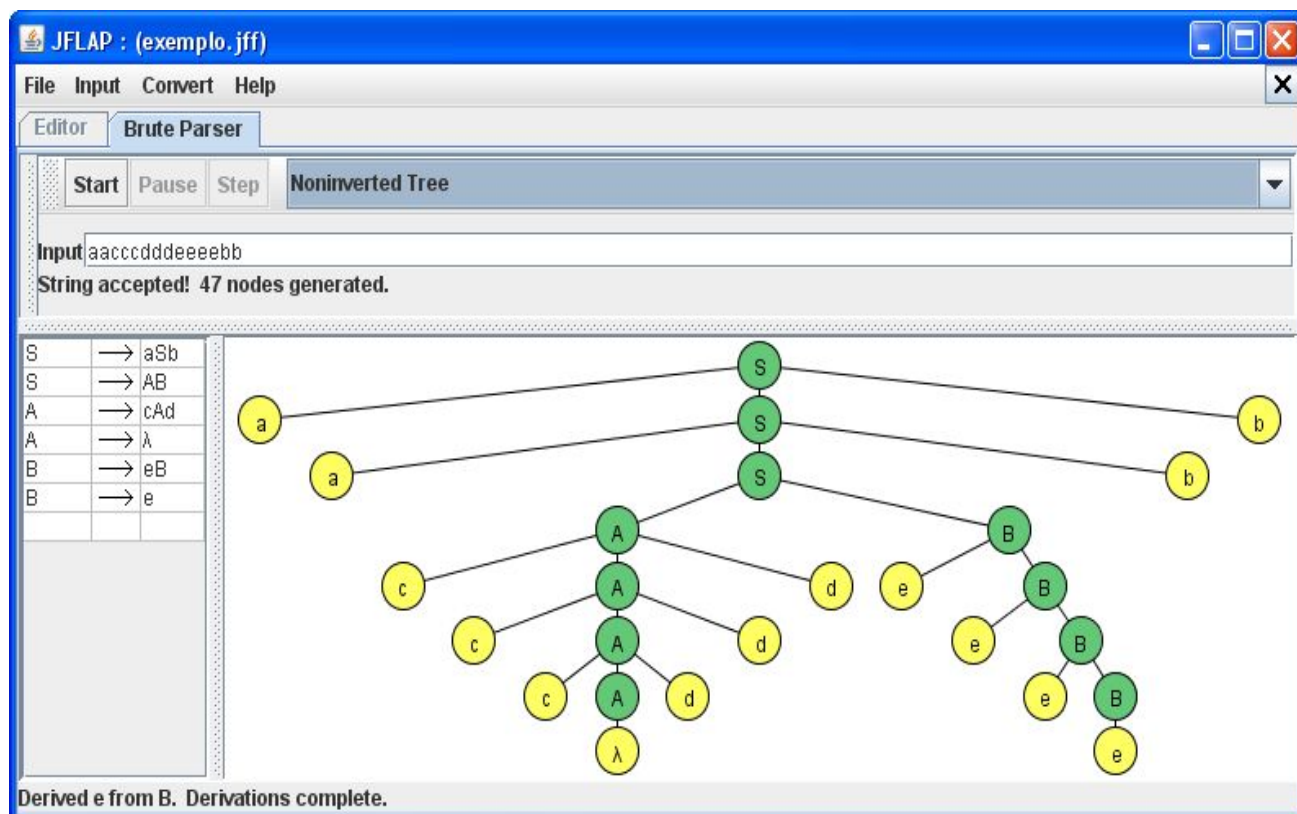 JFLAP : (exemplo.jff)
File Input Convert Help
Editor Brute Parser
Start Pause Step Noninverted Tree
Input aacccdddeeeebb
String accepted! 47 nodes generated.
S → aSb
S → AB
A → cAd
A → λ
B → eB
B → e
S
a S b
a S b
A B
c A d e B
c A d e B
c A d e B
λ e
Derived e from B. Derivations complete.